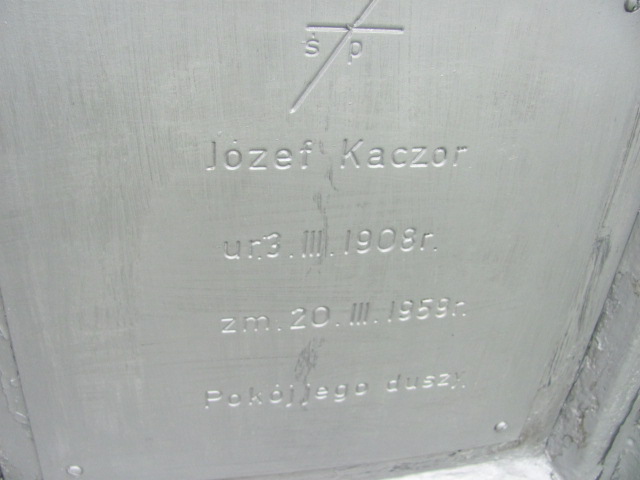 ś p
Józef Kaczor.
ur.3.III.1908r.
zm.20.III.1959r.
Pokój jego duszy.